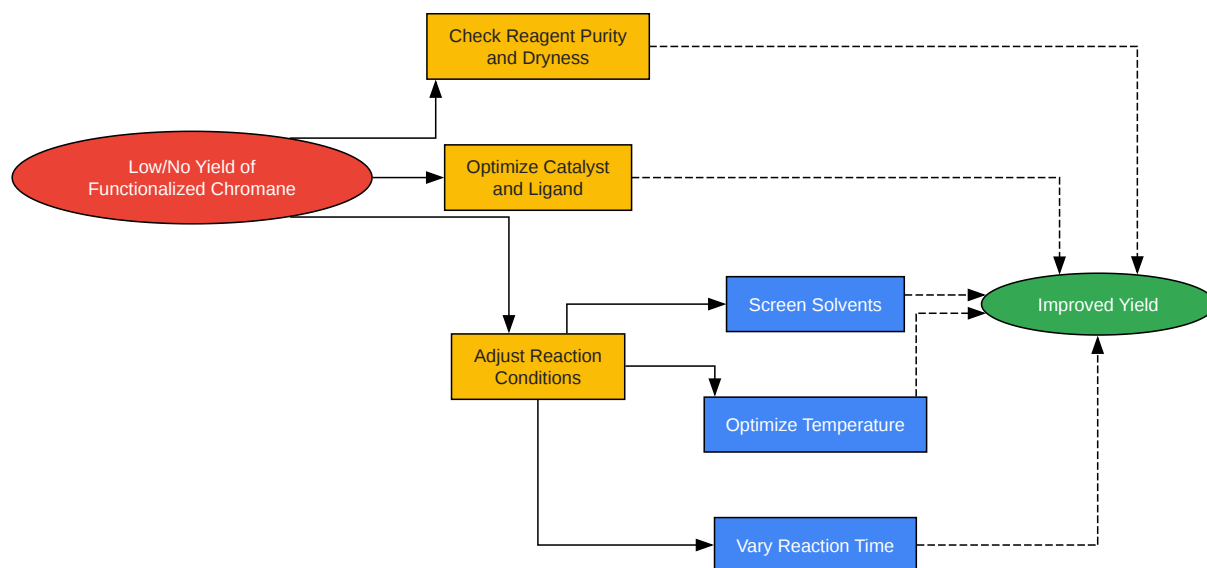 Check Reagent Purity
and Dryness
Low/No Yield of
Functionalized Chromane
Optimize Catalyst
and Ligand
Screen Solvents
Improved Yield
Adjust Reaction
Conditions
Optimize Temperature
Vary Reaction Time